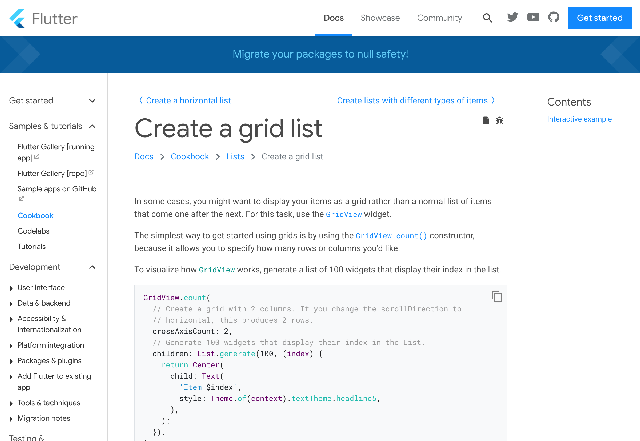 Flutter
Docs
Showcase
Community
Get started
Migrate your packages to null safety!
Get started
Samples & tutorials
Flutter Gallery [running
app]
Flutter Gallery [repo]
Sample apps on GitHub
Cookbook
Codelabs
Tutorials
Development
User interface
Data & backend
Accessibility &
internationalization
Platform integration
Packages & plugins
Add Flutter to existing
app
Tools & techniques
Migration notes
Testing &
Create a horizontal list
Create lists with different types of items
Create a grid list
Docs > Cookbook > Lists > Create a grid list
In some cases, you might want to display your items as a grid rather than a normal list of items
that come one after the next. For this task, use the GridView widget.
The simplest way to get started using grids is by using the GridView.count() constructor,
because it allows you to specify how many rows or columns you'd like.
To visualize how GridView works, generate a list of 100 widgets that display their index in the list.
GridView.count(
// Create a grid with 2 columns. If you change the scrollDirection to
// horizontal, this produces 2 rows.
crossAxisCount: 2,
// Generate 100 widgets that display their index in the List.
children: List.generate(100, (index) {
return Center(
child: Text(
'Item $index',
style: Theme.of(context).textTheme.headline5,
),
);
}),
Contents
Interactive example